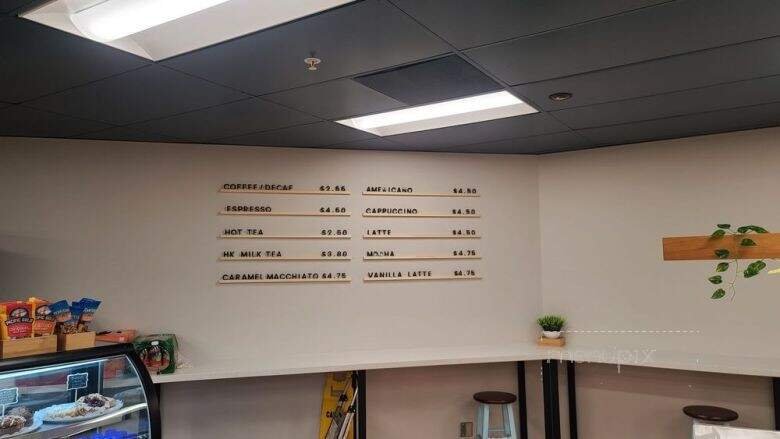 COFFEE/DECAF $2.55
ESPRESSO $4.50
HOT TEA $2.50
HK MILK TEA $3.80
CARAMEL MACCHIATO $4.75
AMERICANO $4.50
CAPPUCCINO $4.50
LATTE $4.50
MOCHA $4.75
VANILLA LATTE $4.75